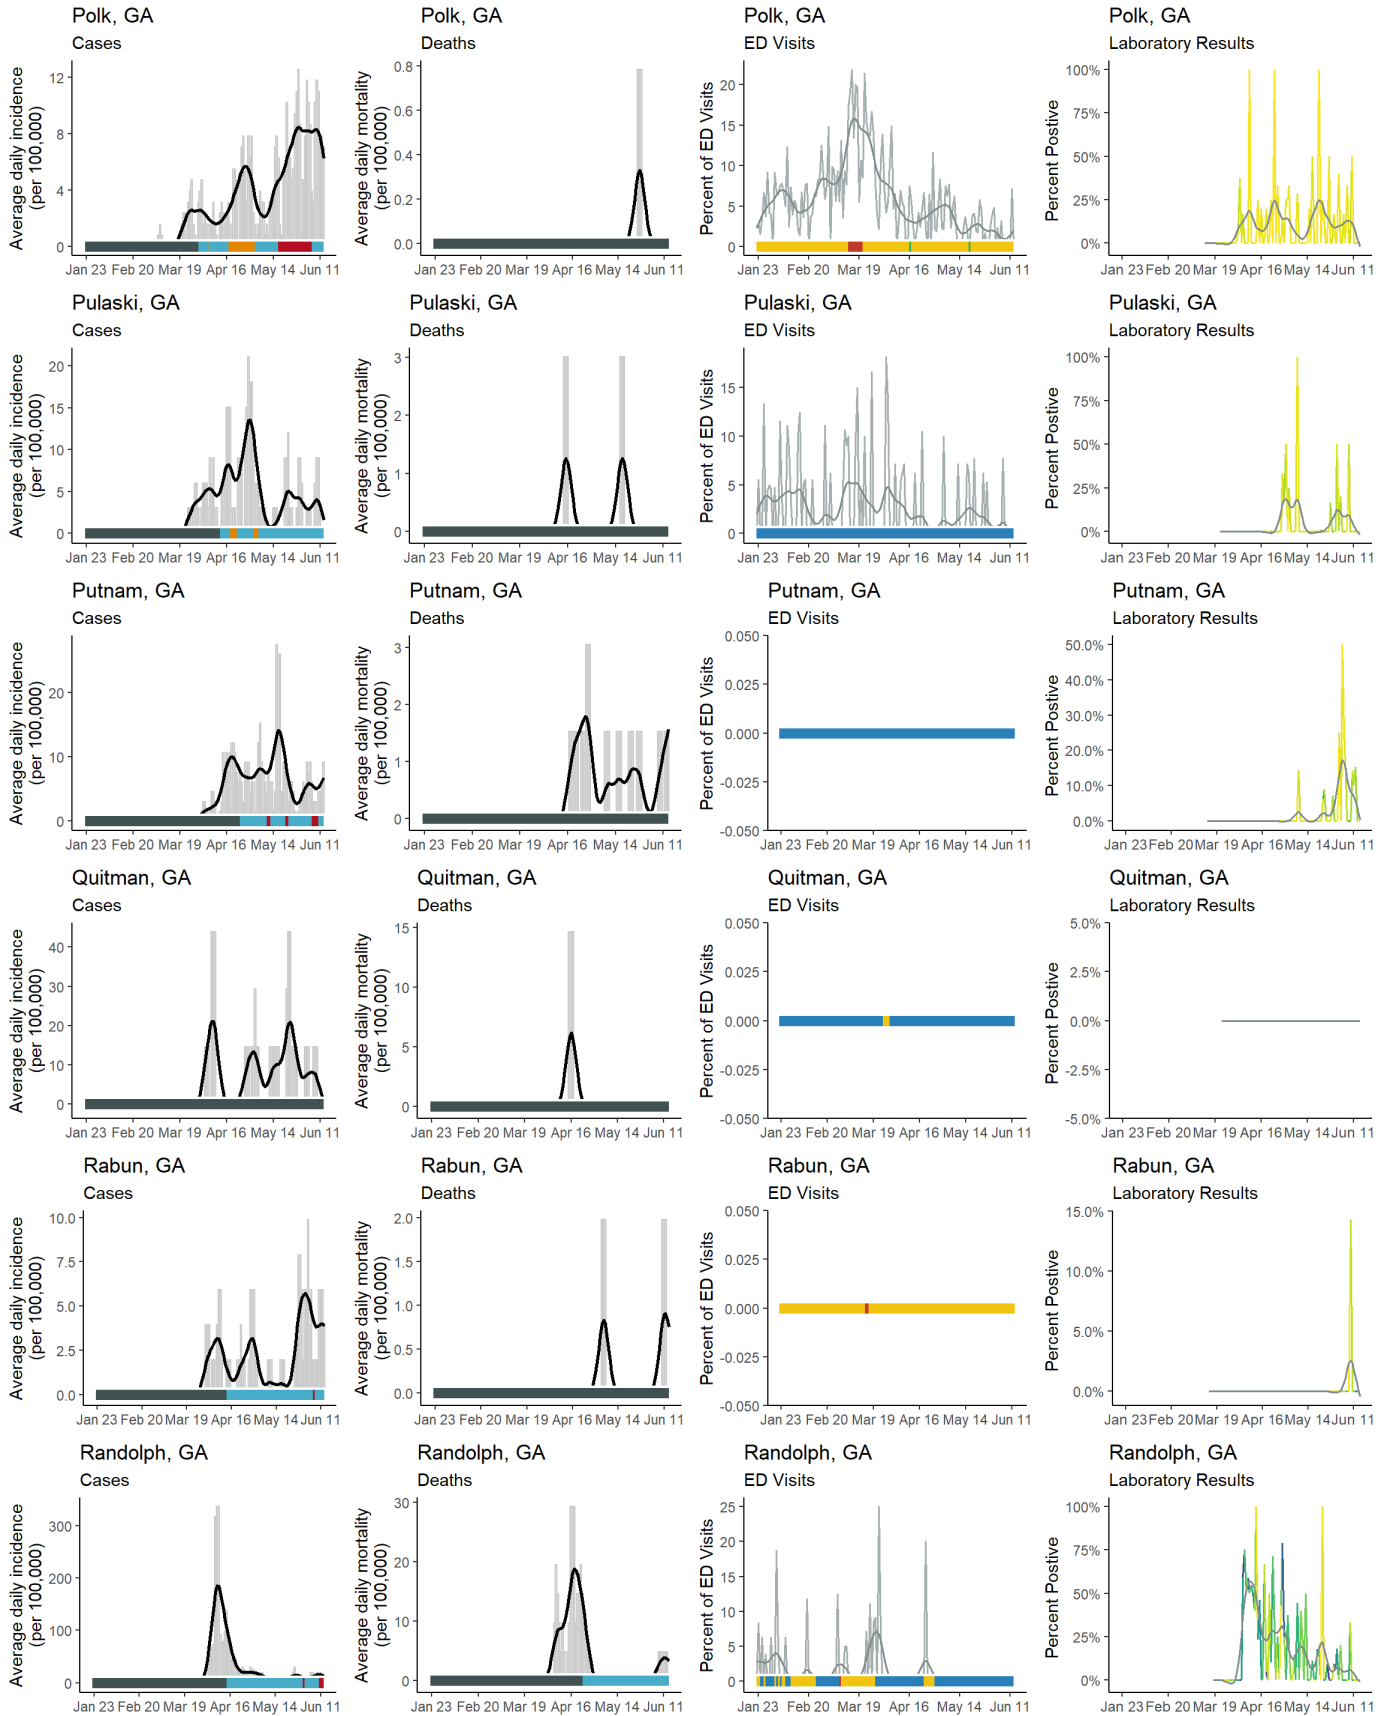 Polk, GA
Cases
Average daily incidence
(per 100,000)
12
8
4
0
Jan 23 Feb 20 Mar 19 Apr 16 May 14 Jun 11
Polk, GA
Deaths
Average daily mortality
(per 100,000)
0.8
0.6
0.4
0.2
0.0
Jan 23 Feb 20 Mar 19 Apr 16 May 14 Jun 11
Polk, GA
ED Visits
Percent of ED Visits
20
15
10
5
0
Jan 23 Feb 20 Mar 19 Apr 16 May 14 Jun 11
Polk, GA
Laboratory Results
Percent Postive
100%
75%
50%
25%
0%
Jan 23 Feb 20 Mar 19 Apr 16 May 14 Jun 11
Pulaski, GA
Cases
Average daily incidence
(per 100,000)
20
15
10
5
0
Jan 23 Feb 20 Mar 19 Apr 16 May 14 Jun 11
Pulaski, GA
Deaths
Average daily mortality
(per 100,000)
3
2
1
0
Jan 23 Feb 20 Mar 19 Apr 16 May 14 Jun 11
Pulaski, GA
ED Visits
Percent of ED Visits
15
10
5
0
Jan 23 Feb 20 Mar 19 Apr 16 May 14 Jun 11
Pulaski, GA
Laboratory Results
Percent Postive
100%
75%
50%
25%
0%
Jan 23 Feb 20 Mar 19 Apr 16 May 14 Jun 11
Putnam, GA
Cases
Average daily incidence
(per 100,000)
20
10
0
Jan 23 Feb 20 Mar 19 Apr 16 May 14 Jun 11
Putnam, GA
Deaths
Average daily mortality
(per 100,000)
3
2
1
0
Jan 23 Feb 20 Mar 19 Apr 16 May 14 Jun 11
Putnam, GA
ED Visits
Percent of ED Visits
0.050
0.025
0.000
-0.025
-0.050
Jan 23 Feb 20 Mar 19 Apr 16 May 14 Jun 11
Putnam, GA
Laboratory Results
Percent Postive
50.0%
40.0%
30.0%
20.0%
10.0%
0.0%
Jan 23 Feb 20 Mar 19 Apr 16 May 14 Jun 11
Quitman, GA
Cases
Average daily incidence
(per 100,000)
40
30
20
10
0
Jan 23 Feb 20 Mar 19 Apr 16 May 14 Jun 11
Quitman, GA
Deaths
Average daily mortality
(per 100,000)
15
10
5
0
Jan 23 Feb 20 Mar 19 Apr 16 May 14 Jun 11
Quitman, GA
ED Visits
Percent of ED Visits
0.050
0.025
0.000
-0.025
-0.050
Jan 23 Feb 20 Mar 19 Apr 16 May 14 Jun 11
Quitman, GA
Laboratory Results
Percent Postive
5.0%
2.5%
0.0%
-2.5%
-5.0%
Jan 23 Feb 20 Mar 19 Apr 16 May 14 Jun 11
Rabun, GA
Cases
Average daily incidence
(per 100,000)
10.0
7.5
5.0
2.5
0.0
Jan 23 Feb 20 Mar 19 Apr 16 May 14 Jun 11
Rabun, GA
Deaths
Average daily mortality
(per 100,000)
2.0
1.5
1.0
0.5
0.0
Jan 23 Feb 20 Mar 19 Apr 16 May 14 Jun 11
Rabun, GA
ED Visits
Percent of ED Visits
0.050
0.025
0.000
-0.025
-0.050
Jan 23 Feb 20 Mar 19 Apr 16 May 14 Jun 11
Rabun, GA
Laboratory Results
Percent Postive
15.0%
10.0%
5.0%
0.0%
Jan 23 Feb 20 Mar 19 Apr 16 May 14 Jun 11
Randolph, GA
Cases
Average daily incidence
(per 100,000)
300
200
100
0
Jan 23 Feb 20 Mar 19 Apr 16 May 14 Jun 11
Randolph, GA
Deaths
Average daily mortality
(per 100,000)
30
20
10
0
Jan 23 Feb 20 Mar 19 Apr 16 May 14 Jun 11
Randolph, GA
ED Visits
Percent of ED Visits
25
20
15
10
5
0
Jan 23 Feb 20 Mar 19 Apr 16 May 14 Jun 11
Randolph, GA
Laboratory Results
Percent Postive
100%
75%
50%
25%
0%
Jan 23 Feb 20 Mar 19 Apr 16 May 14 Jun 11